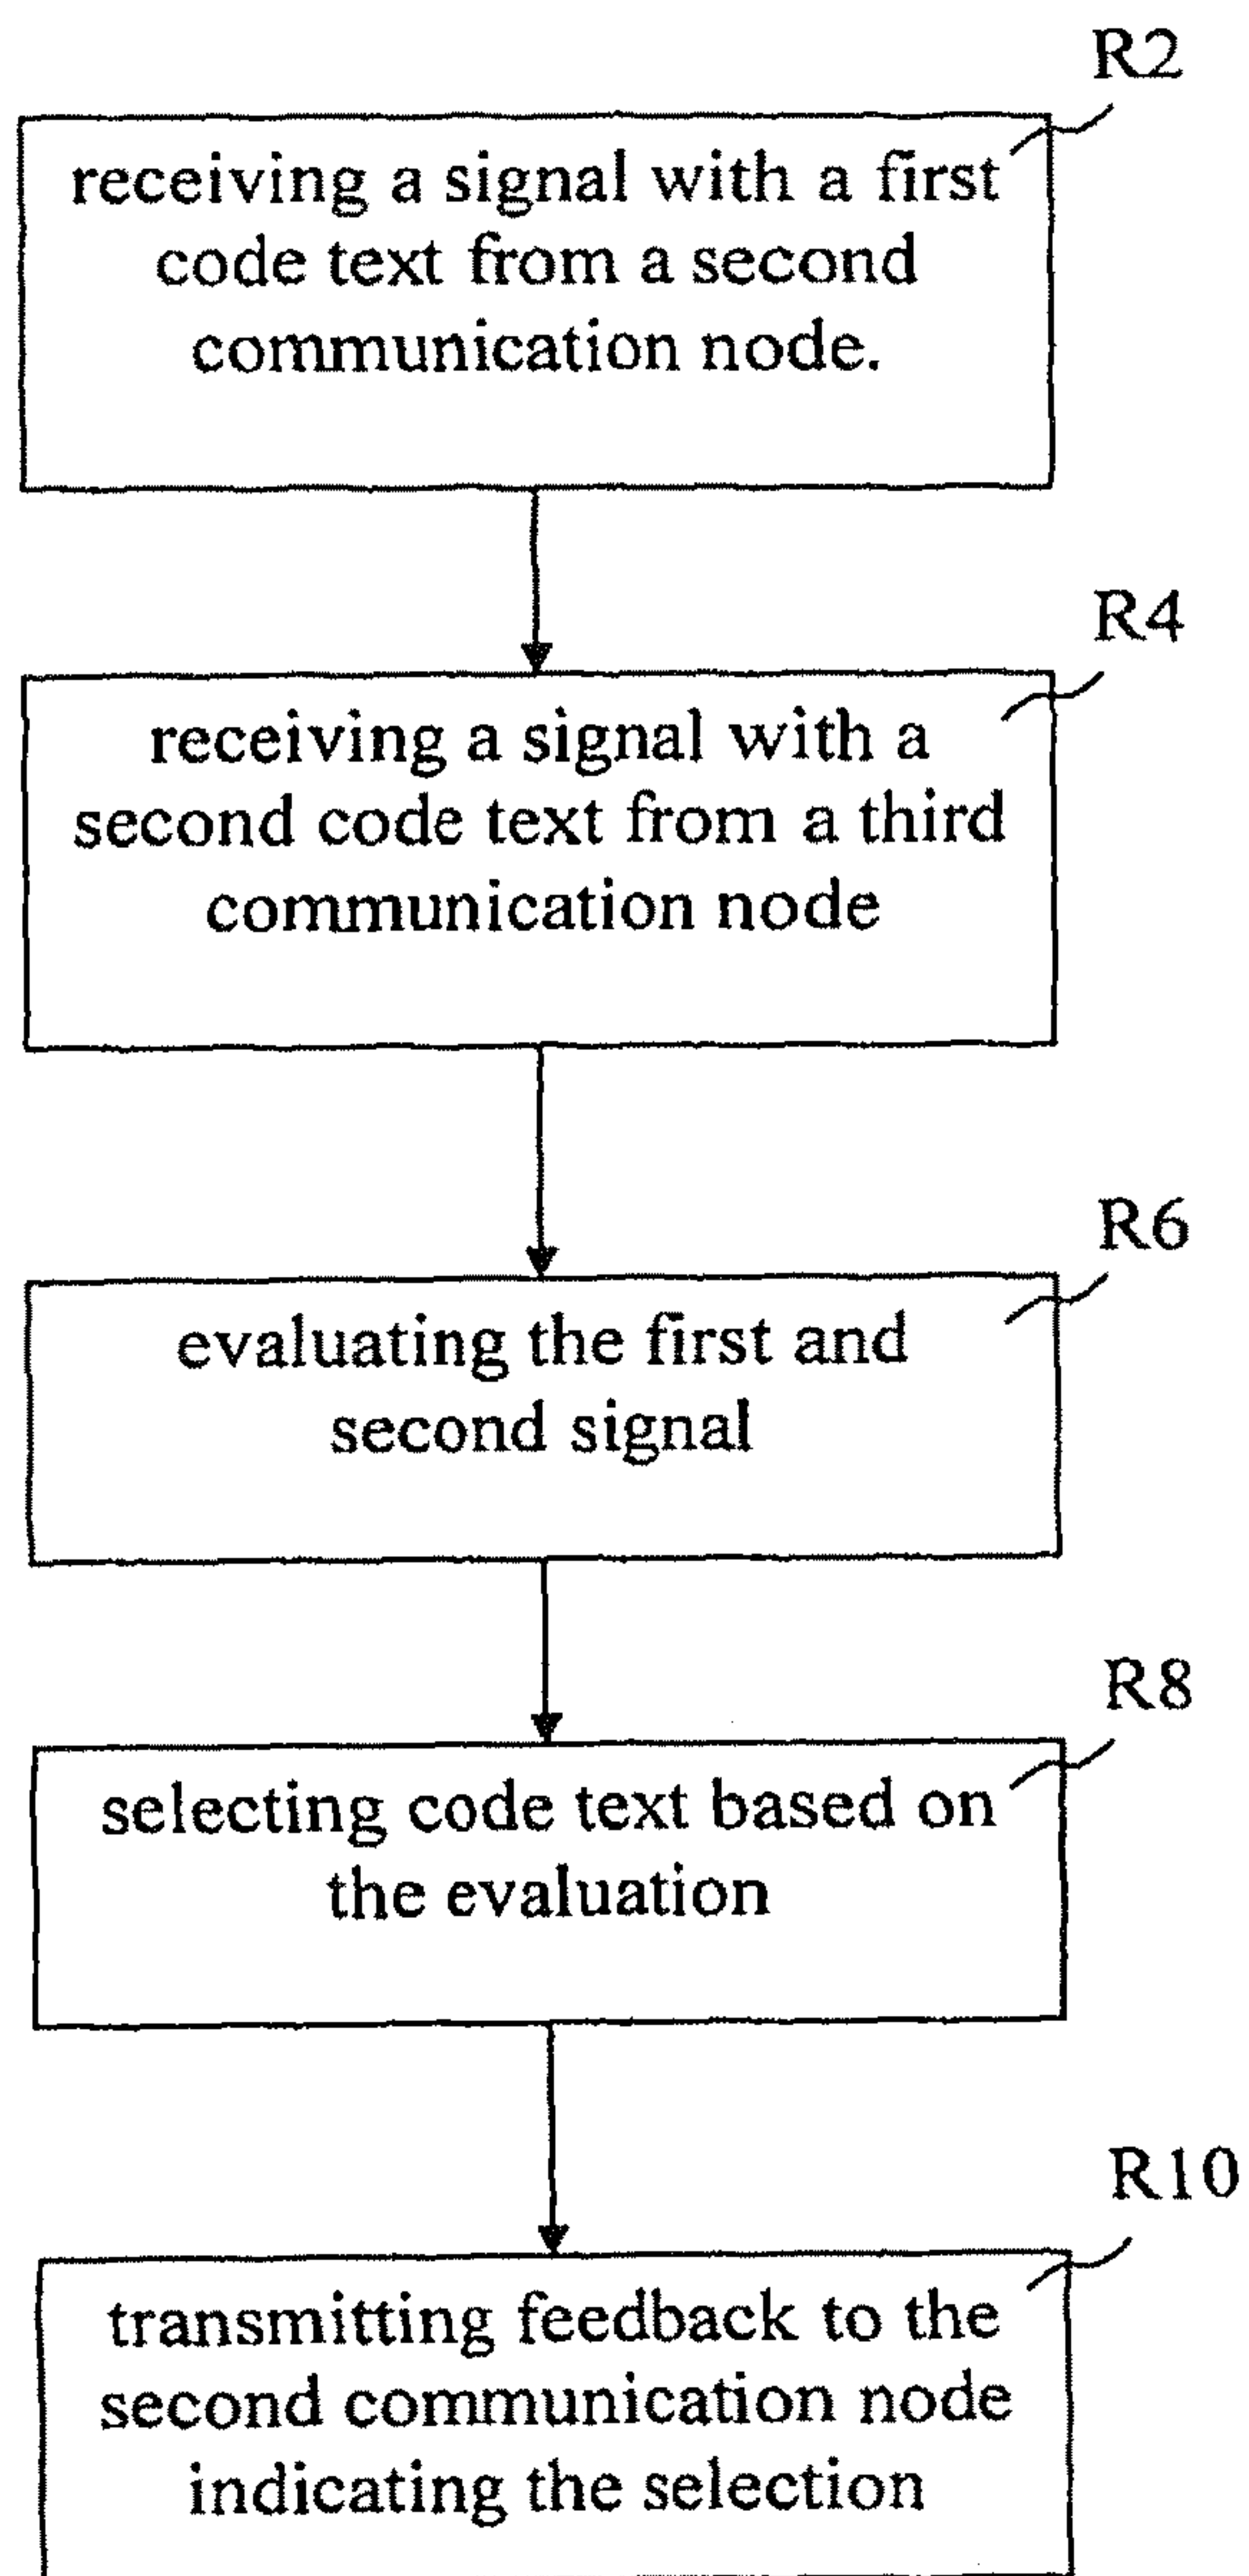 R2
receiving a signal with a first
code text from a second
communication node.
R4
receiving a signal with a
second code text from a third
communication node
R6
evaluating the first and
second signal
R8
selecting code text based on
the evaluation
R10
transmitting feedback to the
second communication node
indicating the selection